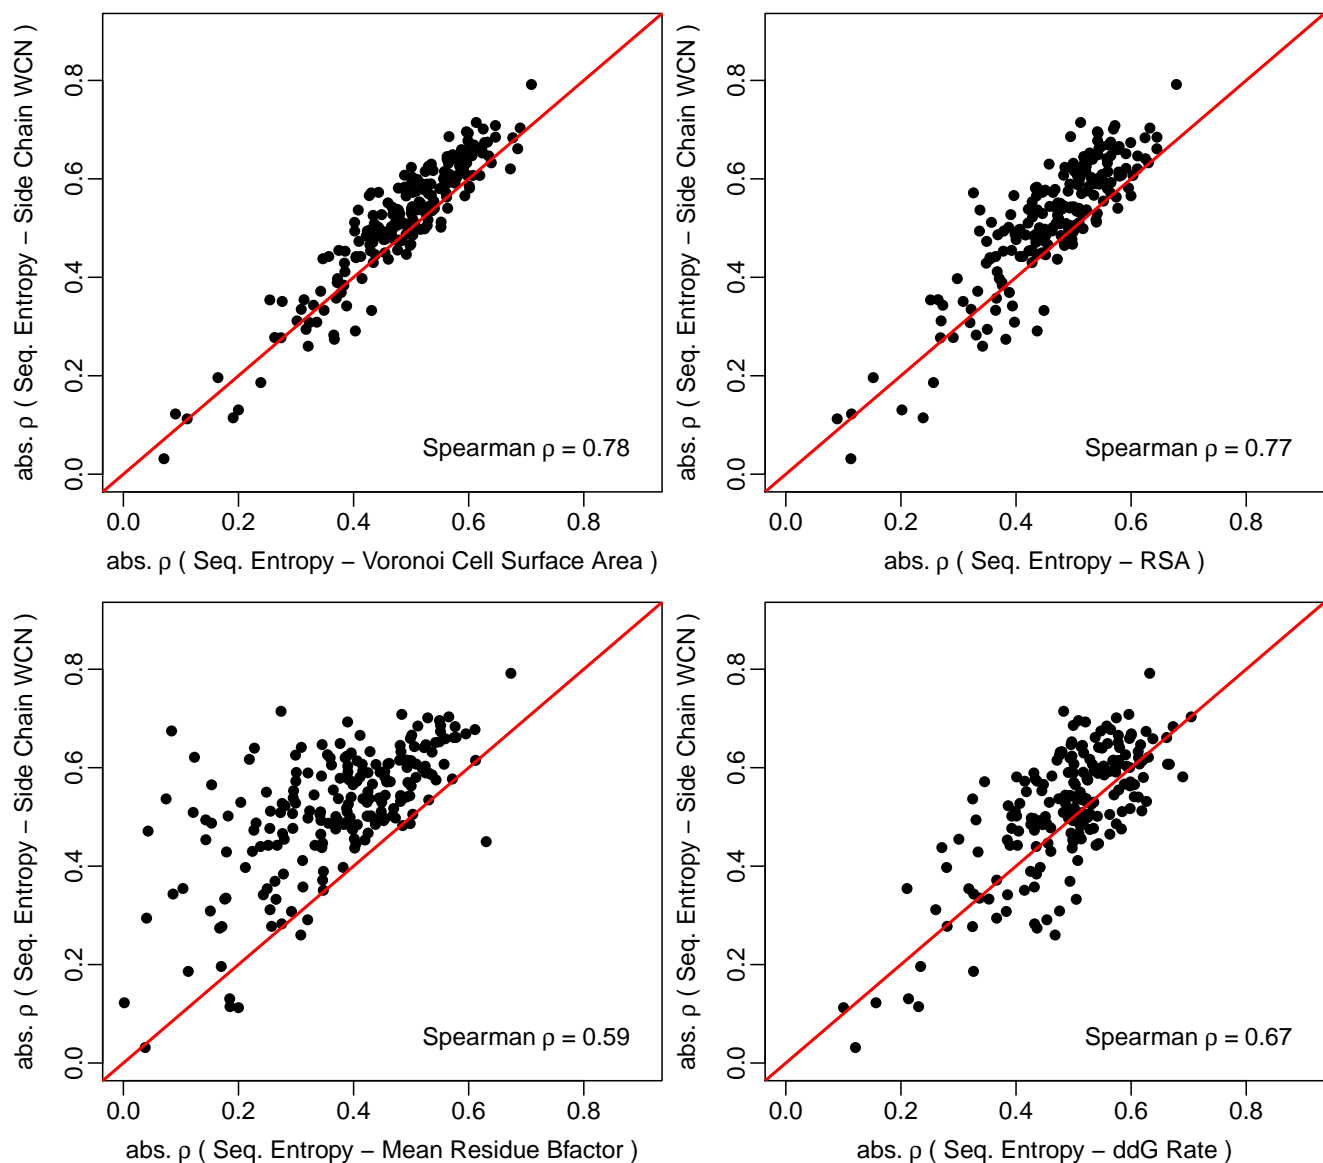 abs. ρ ( Seq. Entropy − Side Chain WCN )
0.0 0.2 0.4 0.6 0.8
Spearman ρ = 0.78
0.0 0.2 0.4 0.6 0.8
abs. ρ ( Seq. Entropy − Voronoi Cell Surface Area )
abs. ρ ( Seq. Entropy − Side Chain WCN )
0.0 0.2 0.4 0.6 0.8
Spearman ρ = 0.77
0.0 0.2 0.4 0.6 0.8
abs. ρ ( Seq. Entropy − RSA )
abs. ρ ( Seq. Entropy − Side Chain WCN )
0.0 0.2 0.4 0.6 0.8
Spearman ρ = 0.59
0.0 0.2 0.4 0.6 0.8
abs. ρ ( Seq. Entropy − Mean Residue Bfactor )
abs. ρ ( Seq. Entropy − Side Chain WCN )
0.0 0.2 0.4 0.6 0.8
Spearman ρ = 0.67
0.0 0.2 0.4 0.6 0.8
abs. ρ ( Seq. Entropy − ddG Rate )